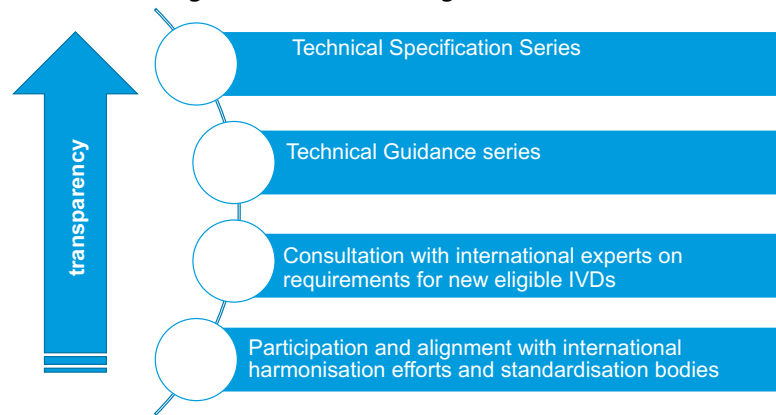 Technical Specification Series
Technical Guidance series
transparency
Consultation with international experts on
requirements for new eligible IVDs
Participation and alignment with international
harmonisation efforts and standardisation bodies